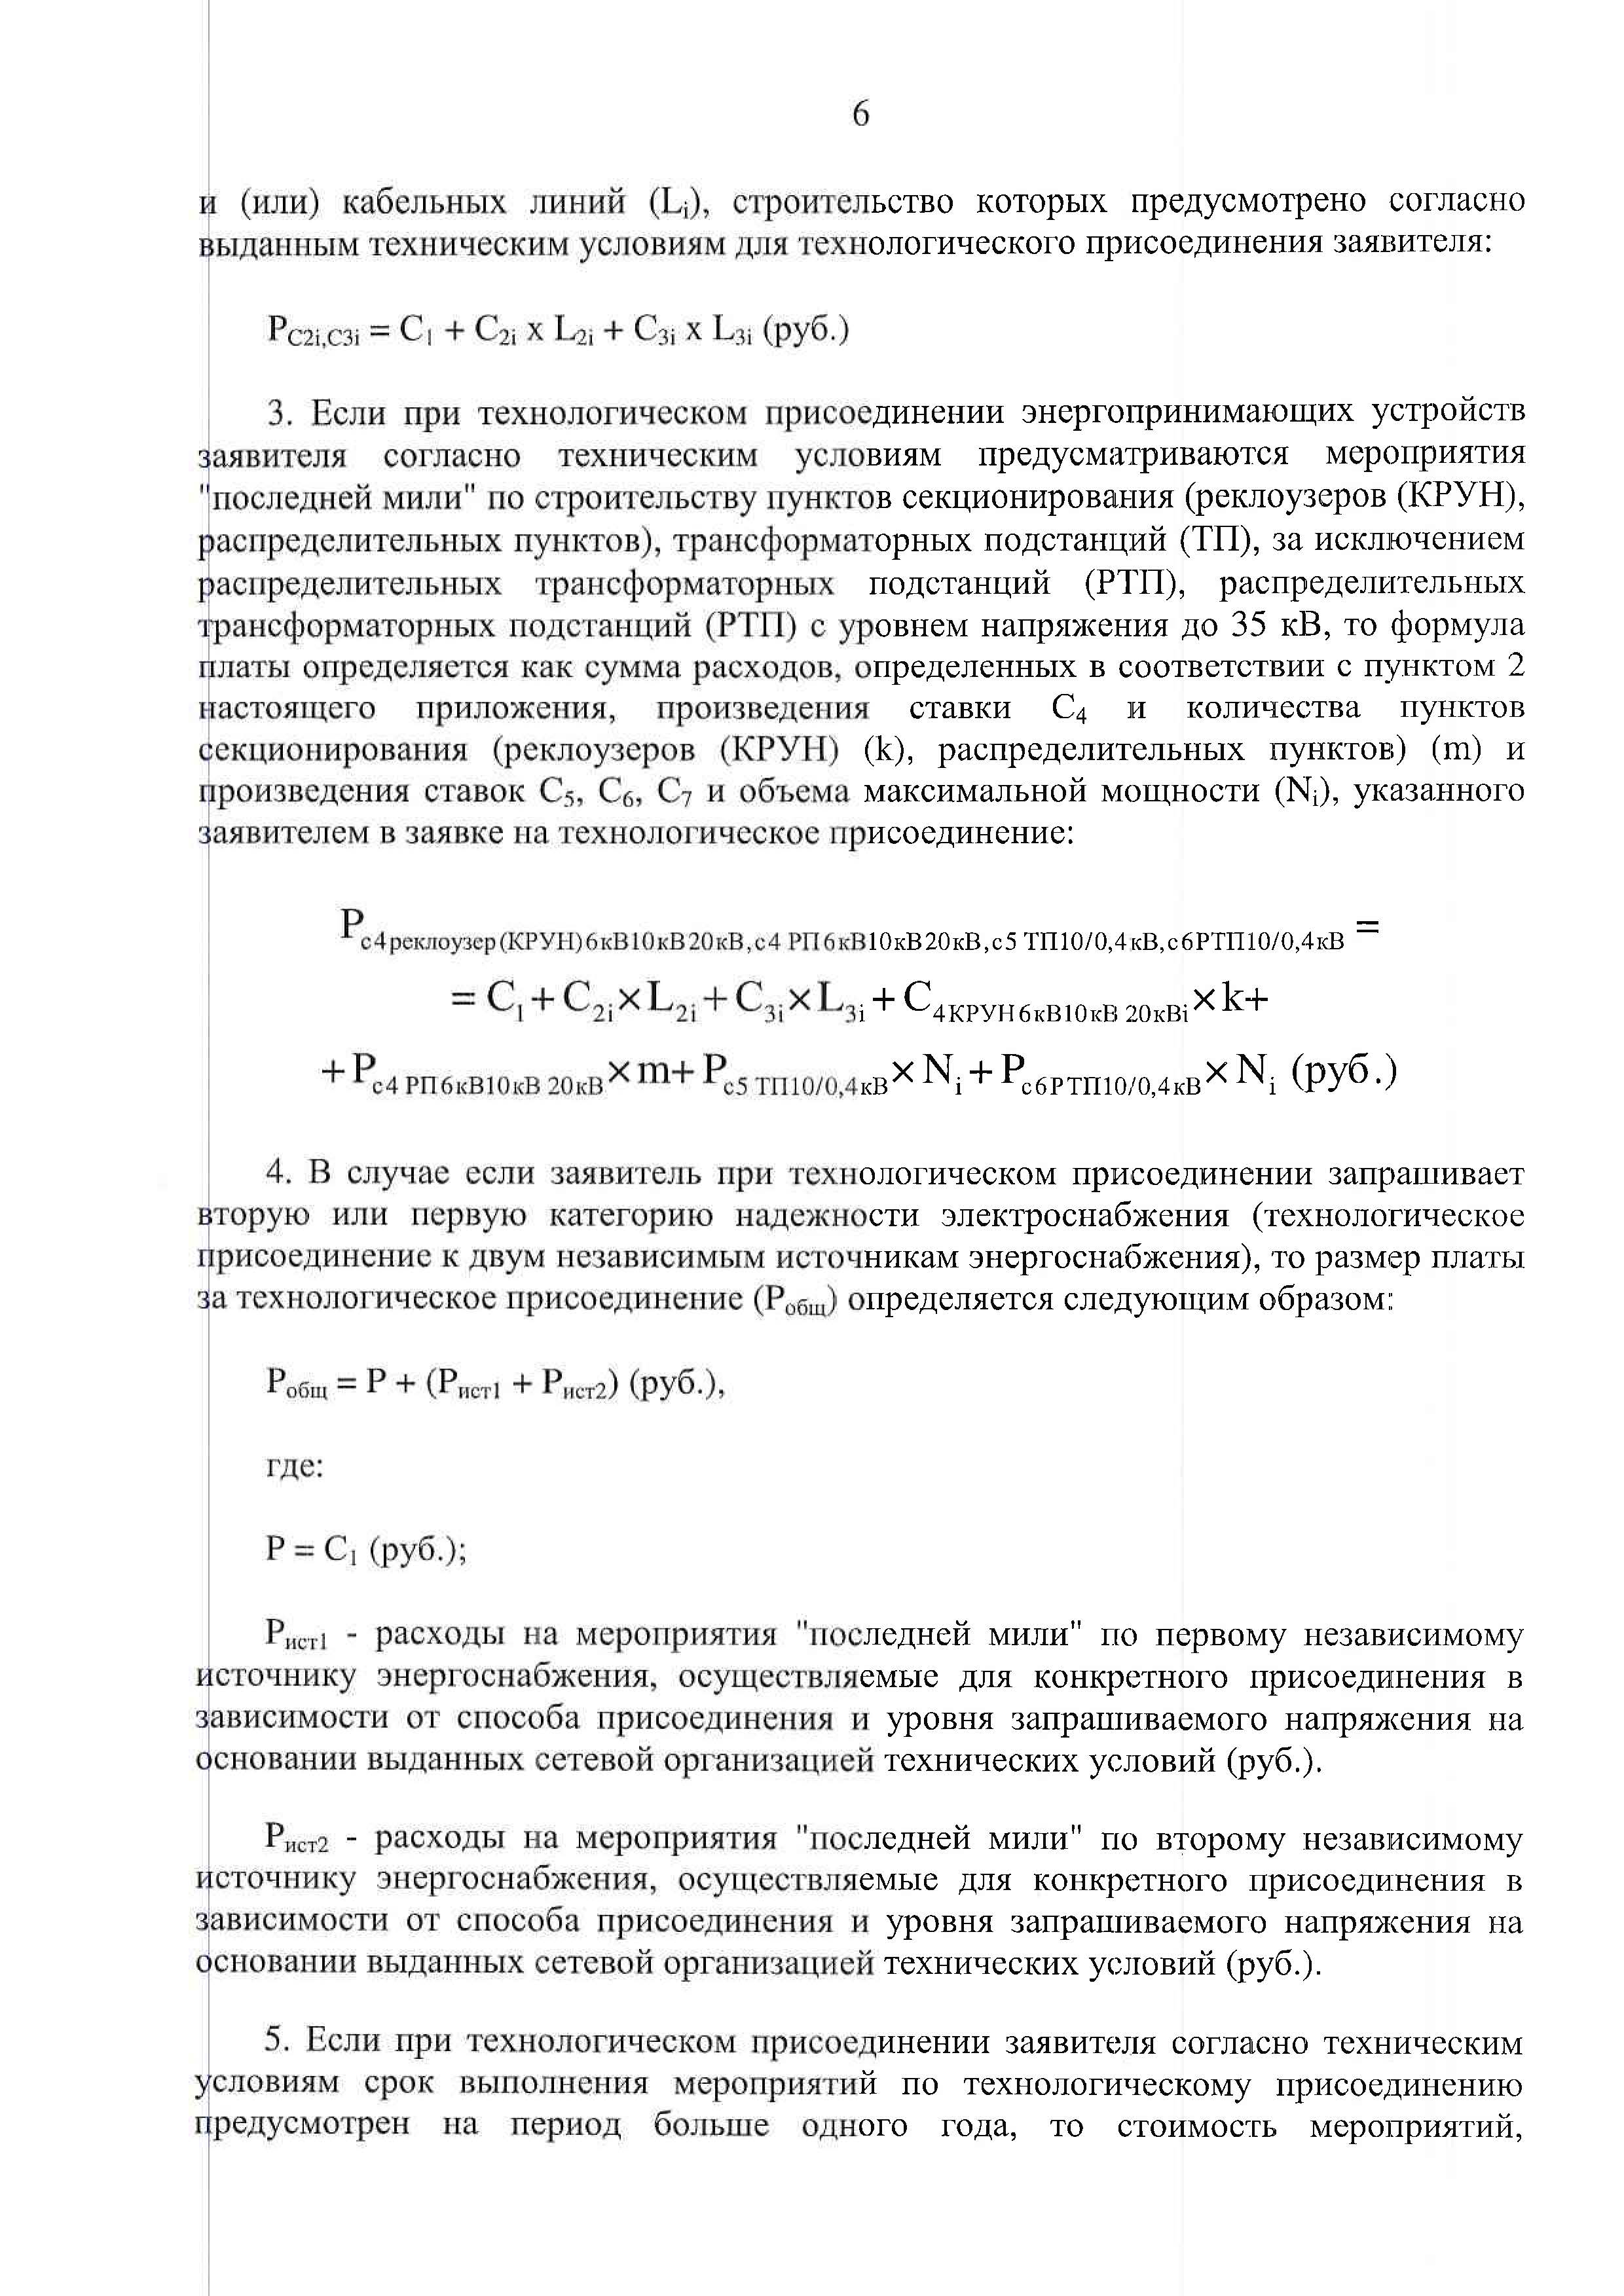 6
и (или) кабельных линий (Li), строительство которых предусмотрено согласно
выданным техническим условиям для технологического присоединения заявителя:
PC2i,C3i = C1 + C2i x L2i + C3i x L3i (руб.)
3. Если при технологическом присоединении энергопринимающих устройств
заявителя согласно техническим условиям предусматриваются мероприятия
"последней мили" по строительству пунктов секционирования (реклоузеров (КРУН),
распределительных пунктов), трансформаторных подстанций (ТП), за исключением
распределительных трансформаторных подстанций (РТП), распределительных
трансформаторных подстанций (РТП) с уровнем напряжения до 35 кВ, то формула
платы определяется как сумма расходов, определенных в соответствии с пунктом 2
настоящего приложения, произведения ставки C4 и количества пунктов
секционирования (реклоузеров (КРУН) (k), распределительных пунктов) (m) и
произведения ставок C5, C6, C7 и объема максимальной мощности (Ni), указанного
заявителем в заявке на технологическое присоединение:
Pс4реклоузер(КРУН)6кВ10кВ20кВ,с4 РП6кВ10кВ20кВ,с5 ТП10/0,4кВ,с6РТП10/0,4кВ =
= C1+C2i×L2i+C3i×L3i+C4КРУН6кВ10кВ 20кВi×k+
+Pс4 РП6кВ10кВ 20кВ×m+Pс5 ТП10/0,4кВ×Ni+Pс6РТП10/0,4кВ×Ni (руб.)
4. В случае если заявитель при технологическом присоединении запрашивает
вторую или первую категорию надежности электроснабжения (технологическое
присоединение к двум независимым источникам энергоснабжения), то размер платы
за технологическое присоединение (Pобщ) определяется следующим образом:
Pобщ = P + (Pист1 + Pист2) (руб.),
где:
P = C1 (руб.);
Pист1 - расходы на мероприятия "последней мили" по первому независимому
источнику энергоснабжения, осуществляемые для конкретного присоединения в
зависимости от способа присоединения и уровня запрашиваемого напряжения на
основании выданных сетевой организацией технических условий (руб.).
Pист2 - расходы на мероприятия "последней мили" по второму независимому
источнику энергоснабжения, осуществляемые для конкретного присоединения в
зависимости от способа присоединения и уровня запрашиваемого напряжения на
основании выданных сетевой организацией технических условий (руб.).
5. Если при технологическом присоединении заявителя согласно техническим
условиям срок выполнения мероприятий по технологическому присоединению
предусмотрен на период больше одного года, то стоимость мероприятий,